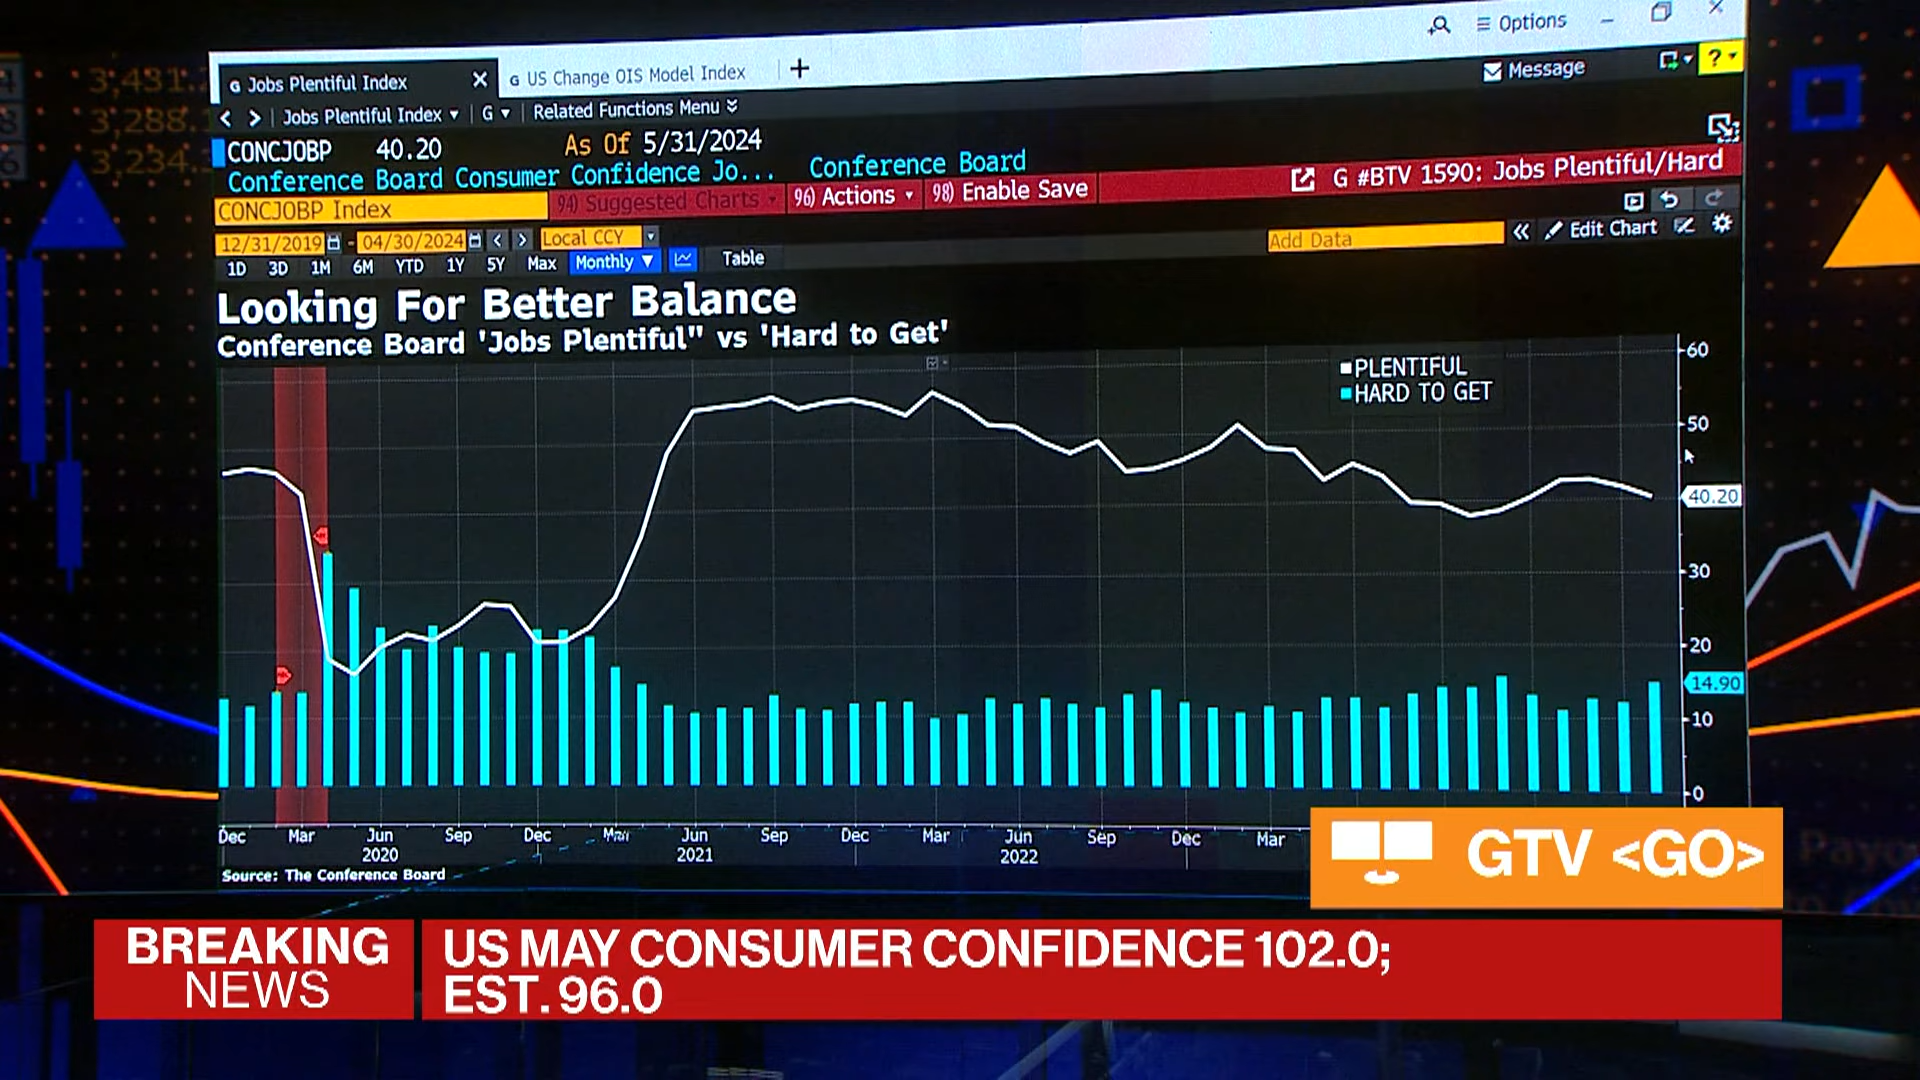 Options
G Jobs Plentiful Index
G US Change OIS Model Index
Message
?
Jobs Plentiful Index
G
Related Functions Menu
CONCJOBP 40.20 As Of 5/31/2024
Conference Board Consumer Confidence Jo... Conference Board
G #BTV 1590: Jobs Plentiful/Hard
CONCJOBP Index
94) Suggested Charts
96) Actions
98) Enable Save
12/31/2019 - 04/30/2024
Local CCY
Add Data
Edit Chart
1D 3D 1M 6M YTD 1Y 5Y Max Monthly Table
Looking For Better Balance
Conference Board 'Jobs Plentiful" vs 'Hard to Get'
PLENTIFUL
HARD TO GET
60
50
40.20
30
20
14.90
10
0
Dec Mar Jun Sep Dec Mar Jun Sep Dec Mar Jun Sep Dec Mar
2020 2021 2022
Source: The Conference Board
3,431.
3,288.
3,234.
GTV <GO>
BREAKING
NEWS
US MAY CONSUMER CONFIDENCE 102.0;
EST. 96.0